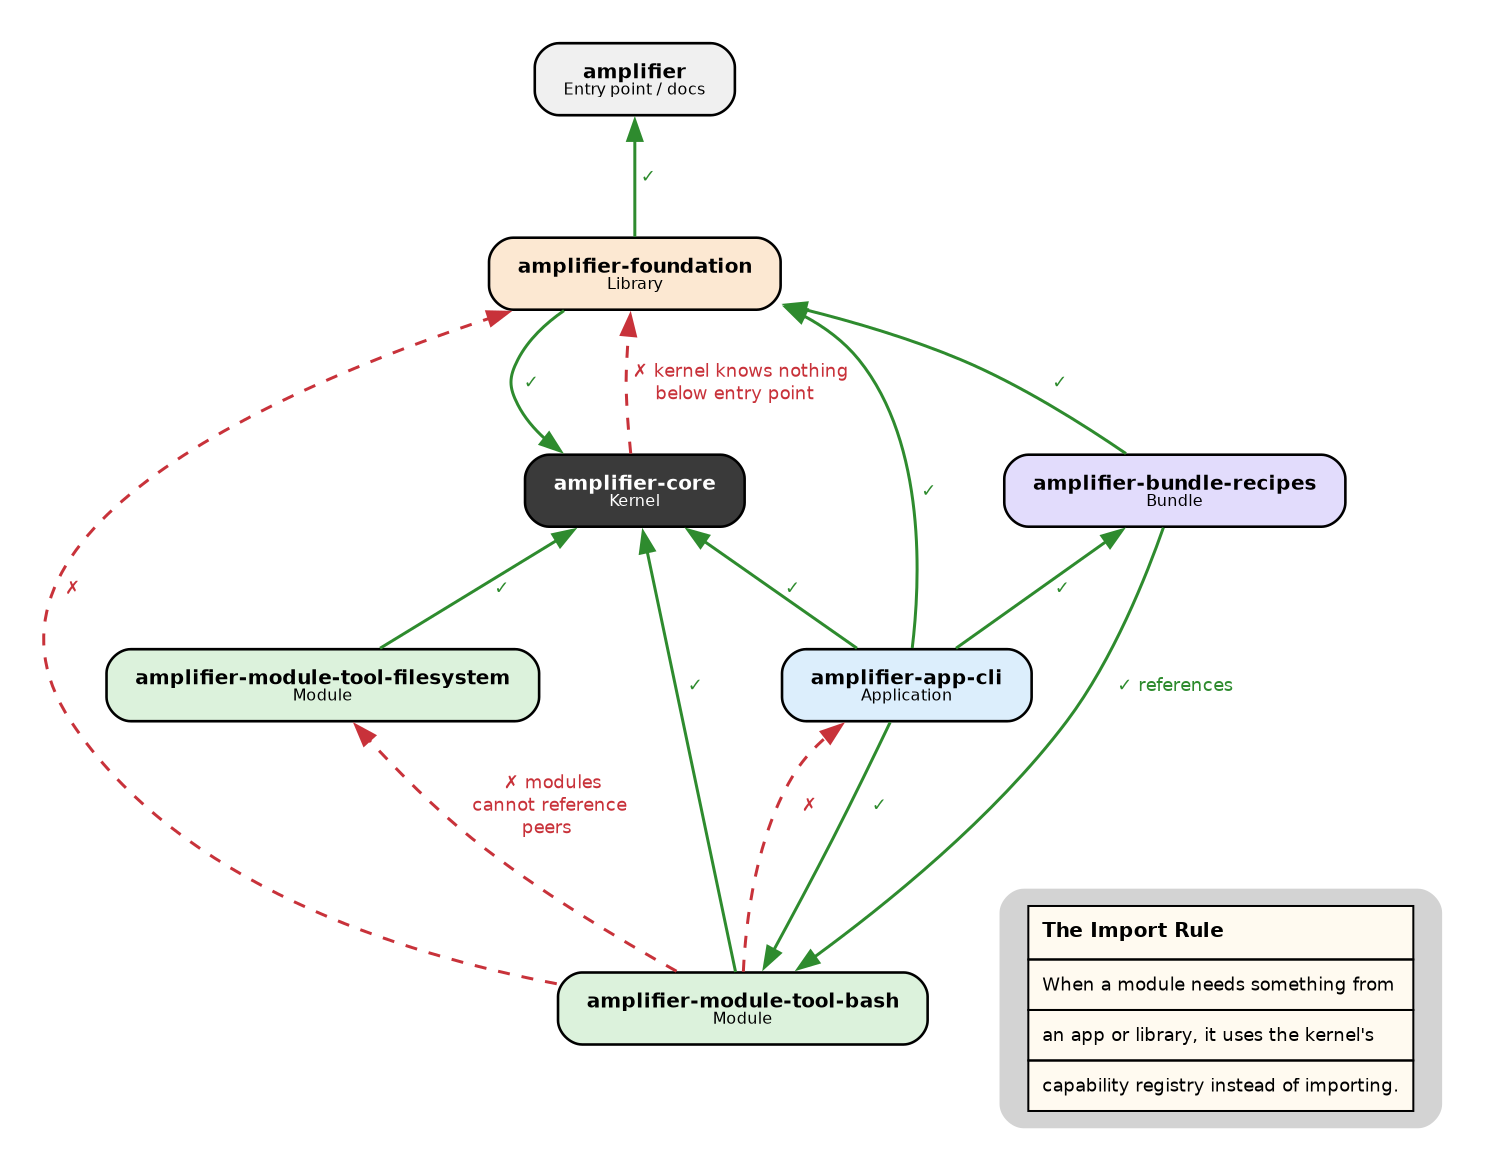 amplifier
Entry point / docs
✓
amplifier-foundation
Library
✓
✗ kernel knows nothing
below entry point
✓
amplifier-core
Kernel
✓
amplifier-bundle-recipes
Bundle
✗
✓
✓
✓
amplifier-module-tool-filesystem
Module
✓
amplifier-app-cli
Application
✓ references
✗ modules
cannot reference
peers
✗
✓
amplifier-module-tool-bash
Module
The Import Rule
When a module needs something from
an app or library, it uses the kernel's
capability registry instead of importing.